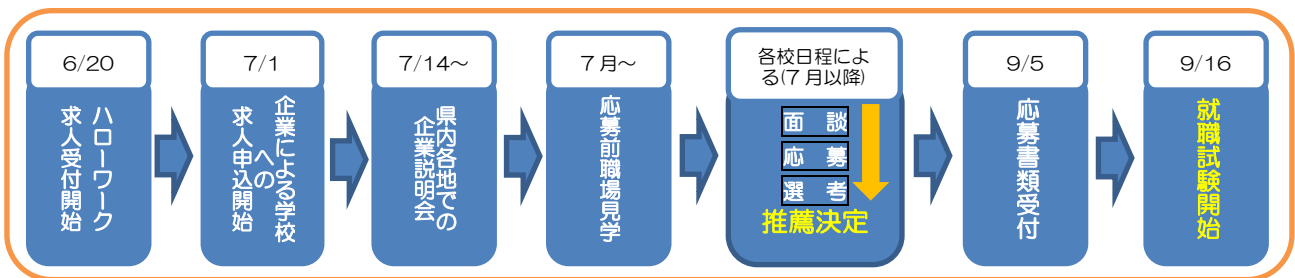 6/20
ハローワーク
求人受付開始
7/1
企業による学校
への
求人申込開始
7/14～
県内各地での
企業説明会
7月～
応募前職場見学
各校日程によ
る(7月以降)
面　談
応　募
選　考
推薦決定
9/5
応募書類受付
9/16
就職試験開始